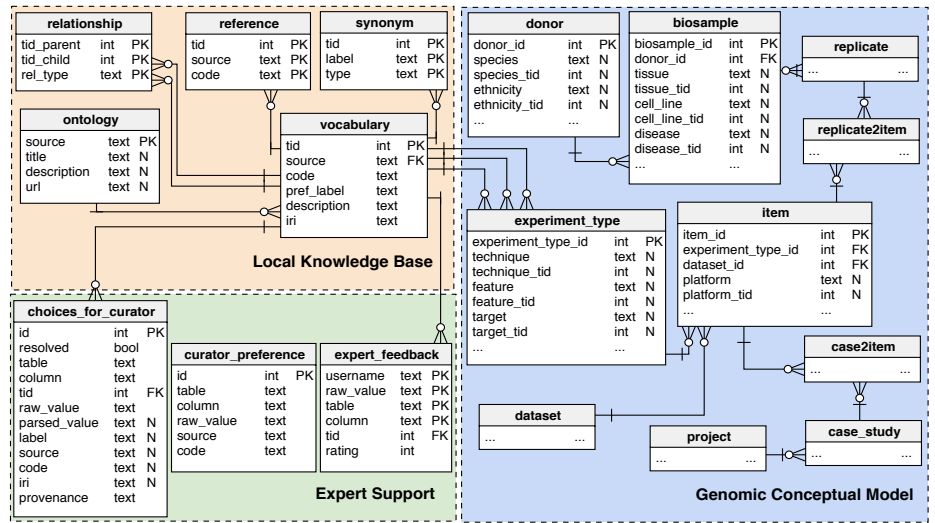 relationship
tid_parent int PK
tid_child int PK
rel_type text PK
reference
tid int PK
source text PK
code text PK
synonym
tid int PK
label text PK
type text PK
ontology
source text PK
title text N
description text N
url text N
vocabulary
tid int PK
source text FK
code text
pref_label text
description text
iri text
Local Knowledge Base
choices_for_curator
id int PK
resolved bool
table text
column text
tid int FK
raw_value text
parsed_value text N
label text N
source text N
code text N
iri text N
provenance text
curator_preference
id int PK
table text
column text
raw_value text
source text
code text
expert_feedback
username text PK
raw_value text PK
table text PK
column text PK
tid int FK
rating int
Expert Support
donor
donor_id int PK
species text N
species_tid int N
ethnicity text N
ethnicity_tid int N
... ...
biosample
biosample_id int PK
donor_id int FK
tissue text N
tissue_tid int N
cell_line text N
cell_line_tid int N
disease text N
disease_tid int N
... ...
replicate
... ...
replicate2item
... ...
experiment_type
experiment_type_id int PK
technique text N
technique_tid int N
feature text N
feature_tid int N
target text N
target_tid int N
... ...
item
item_id int PK
experiment_type_id int FK
dataset_id int FK
platform text N
platform_tid int N
... ...
case2item
... ...
dataset
... ...
project
... ...
case_study
... ...
Genomic Conceptual Model